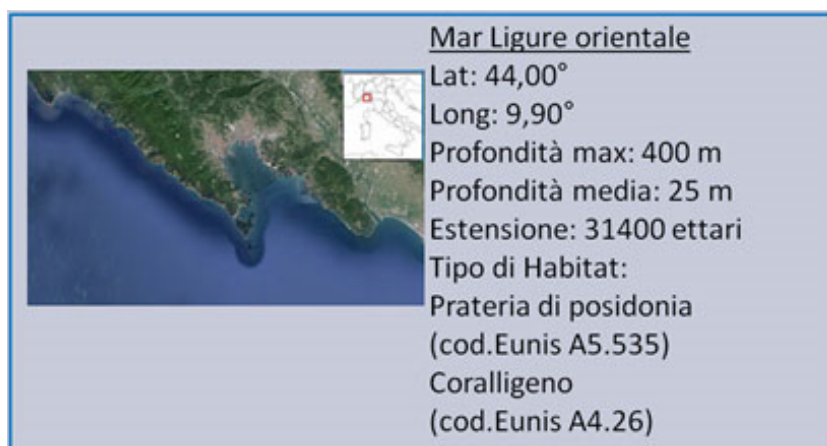 Mar Ligure orientale
Lat: 44,00°
Long: 9,90°
Profondità max: 400 m
Profondità media: 25 m
Estensione: 31400 ettari
Tipo di Habitat:
Prateria di posidonia
(cod.Eunis A5.535)
Coralligeno
(cod.Eunis A4.26)